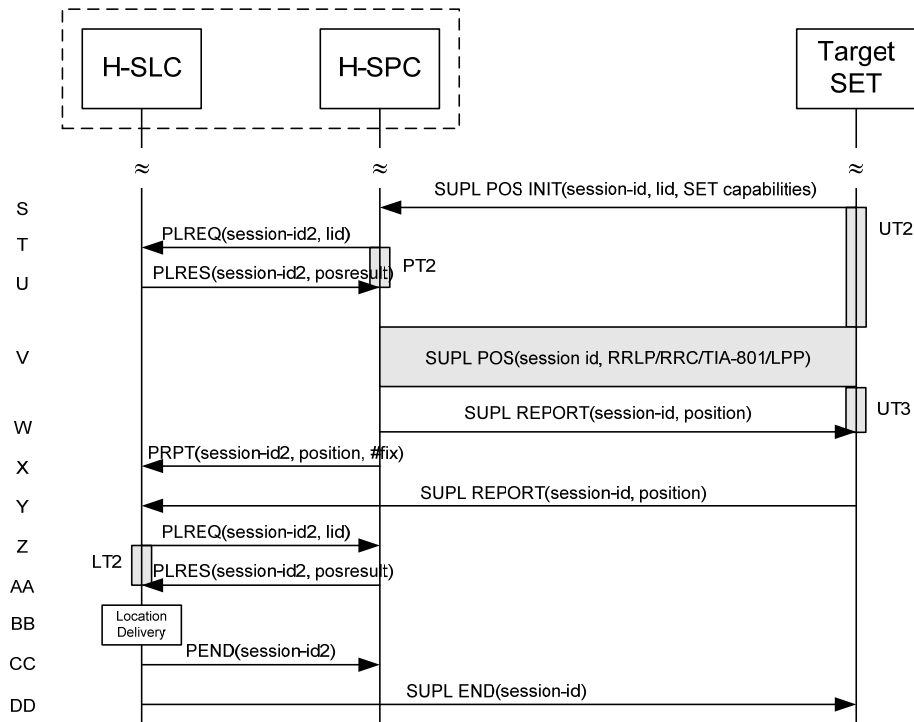 H-SLC
H-SPC
Target
SET
≈ ≈ ≈
S
SUPL POS INIT(session-id, lid, SET capabilities)
UT2
T
PLREQ(session-id2, lid)
PT2
U
PLRES(session-id2, posresult)
V
SUPL POS(session id, RRLP/RRC/TIA-801/LPP)
UT3
W
SUPL REPORT(session-id, position)
X
PRPT(session-id2, position, #fix)
Y
SUPL REPORT(session-id, position)
Z
PLREQ(session-id2, lid)
LT2
AA
PLRES(session-id2, posresult)
BB
Location
Delivery
CC
PEND(session-id2)
DD
SUPL END(session-id)